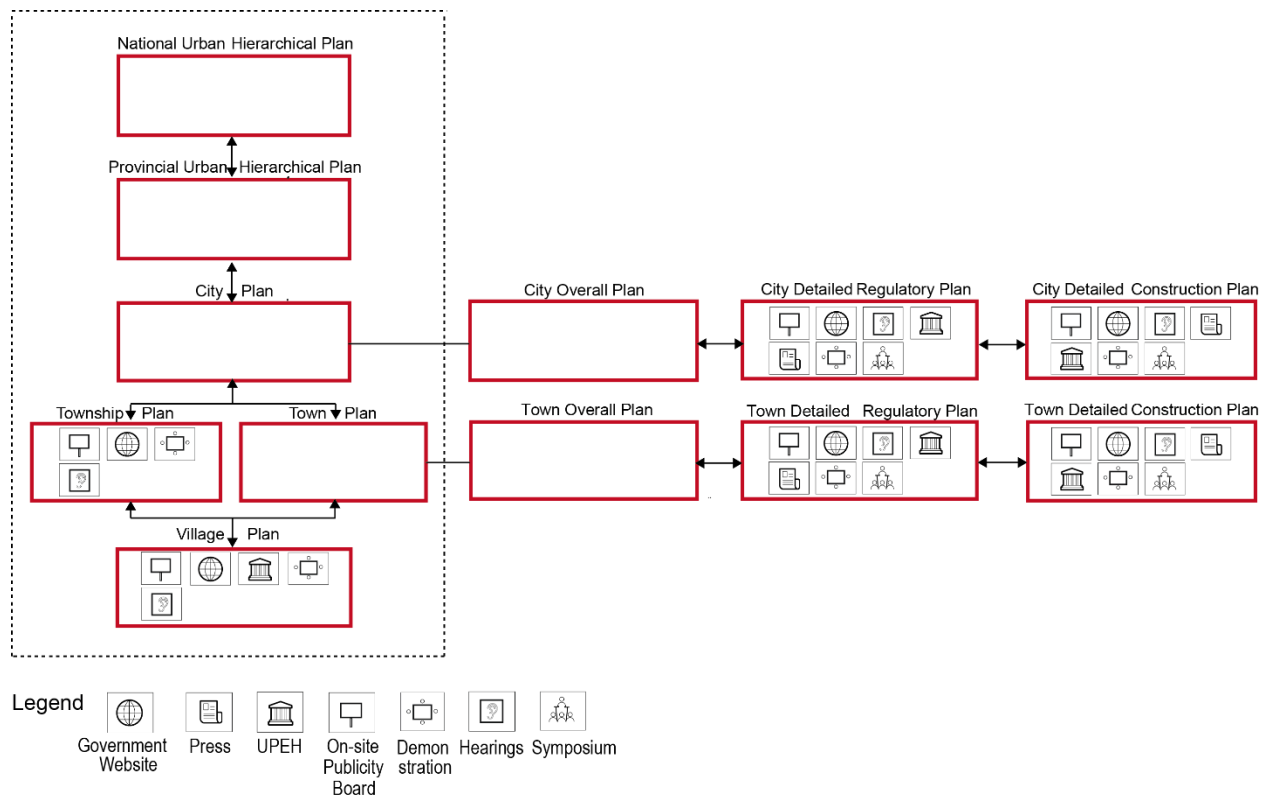 National Urban Hierarchical Plan
Provincial Urban Hierarchical Plan
City Plan
City Overall Plan
City Detailed Regulatory Plan
City Detailed Construction Plan
Township Plan
Town Plan
Town Overall Plan
Town Detailed Regulatory Plan
Town Detailed Construction Plan
Village Plan
Legend
Government
Website
Press
UPEH
On-site
Publicity
Board
Demon
stration
Hearings
Symposium